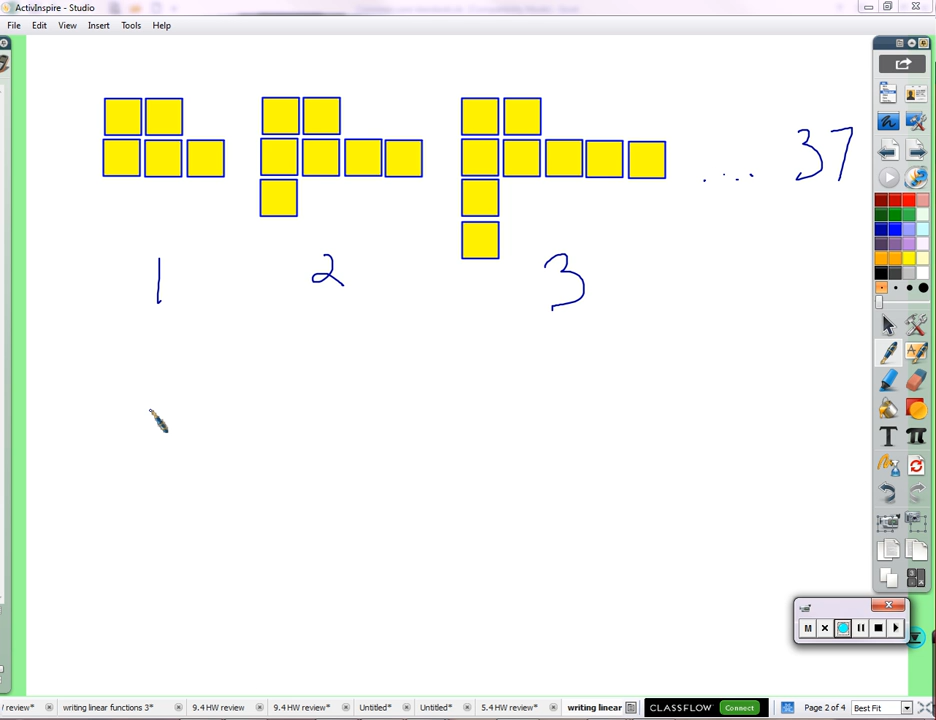 ActivInspire - Studio
File Edit View Insert Tools Help
.... 37
1 2 3
M
T π
/ review* writing linear functions 3* 9.4 HW review 9.4 HW review* Untitled* Untitled* 5.4 HW review* writing linear CLASSFLOW Connect Page 2 of 4 Best Fit